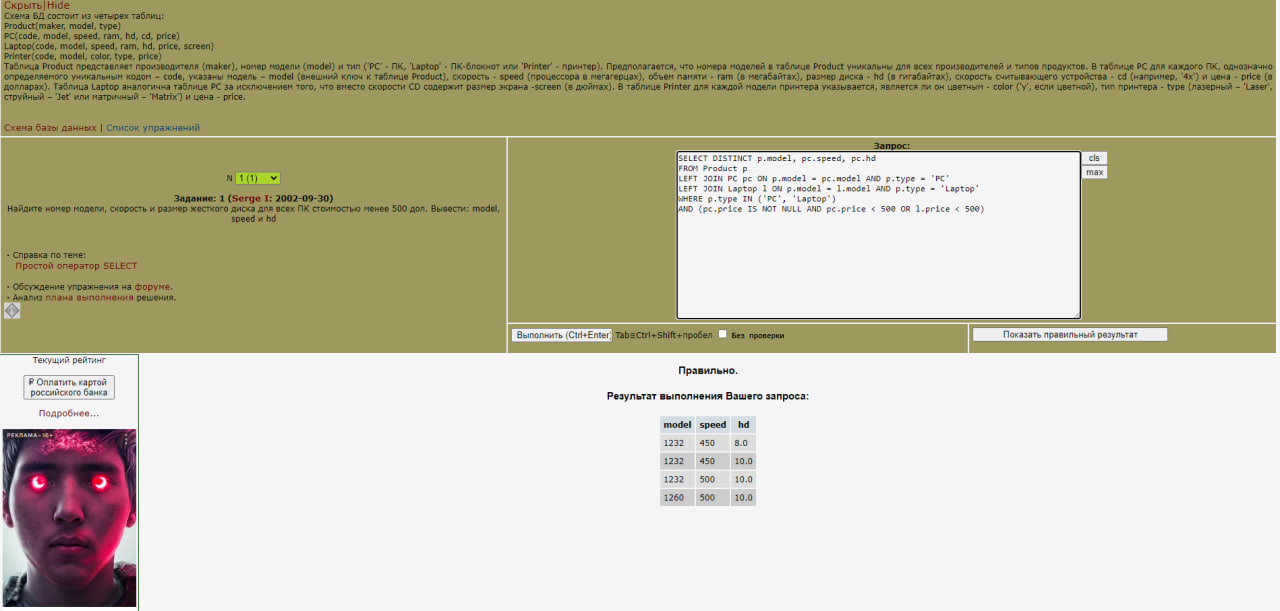 Скрыть|Hide
Схема БД состоит из четырех таблиц:
Product(maker, model, type)
PC(code, model, speed, ram, hd, cd, price)
Laptop(code, model, speed, ram, hd, price, screen)
Printer(code, model, color, type, price)
Таблица Product представляет производителя (maker), номер модели (model) и тип ('PC' - ПК, 'Laptop' - ПК-блокнот или 'Printer' - принтер). Предполагается, что номера моделей в таблице Product уникальны для всех производителей и типов продуктов. В таблице PC для каждого ПК, однозначно
определяемого уникальным кодом – code, указаны модель – model (внешний ключ к таблице Product), скорость - speed (процессора в мегагерцах), объем памяти - ram (в мегабайтах), размер диска - hd (в гигабайтах), скорость считывающего устройства - cd (например, '4x') и цена - price (в
долларах). Таблица Laptop аналогична таблице РС за исключением того, что вместо скорости CD содержит размер экрана -screen (в дюймах). В таблице Printer для каждой модели принтера указывается, является ли он цветным - color ('y', если цветной), тип принтера - type (лазерный – 'Laser',
струйный – 'Jet' или матричный – 'Matrix') и цена - price.
Схема базы данных | Список упражнений
N 1 (1)
Задание: 1 (Serge I: 2002-09-30)
Найдите номер модели, скорость и размер жесткого диска для всех ПК стоимостью менее 500 дол. Вывести: model,
speed и hd
• Справка по теме:
Простой оператор SELECT
• Обсуждение упражнения на форуме.
• Анализ плана выполнения решения.
Запрос:
SELECT DISTINCT p.model, pc.speed, pc.hd
FROM Product p
LEFT JOIN PC pc ON p.model = pc.model AND p.type = 'PC'
LEFT JOIN Laptop l ON p.model = l.model AND p.type = 'Laptop'
WHERE p.type IN ('PC', 'Laptop')
AND (pc.price IS NOT NULL AND pc.price < 500 OR l.price < 500)
cls
max
Выполнить (Ctrl+Enter) Tab≡Ctrl+Shift+пробел Без проверки
Показать правильный результат
Текущий рейтинг
₽ Оплатить картой
российского банка
Подробнее...
РЕКЛАМА • 16+
Правильно.
Результат выполнения Вашего запроса:
model speed hd
1232 450 8.0
1232 450 10.0
1232 500 10.0
1260 500 10.0